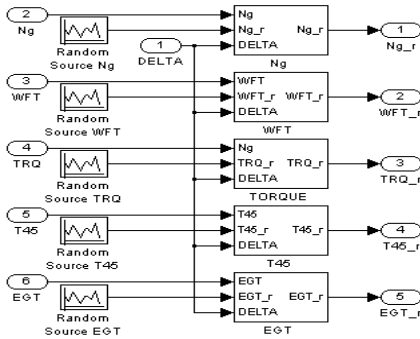 2
Ng
Random
Source Ng
1
DELTA
Ng
Ng_r Ng_r
DELTA
Ng
1
Ng_r
3
WFT
Random
Source WFT
WFT
WFT_r WFT_r
DELTA
WFT
2
WFT_r
4
TRQ
Random
Source TRQ
Ng
TRQ_r TRQ_r
DELTA
TORQUE
3
TRQ_r
5
T45
Random
Source T45
T45
T45_r T45_r
DELTA
T45
4
T45_r
6
EGT
Random
Source EGT
EGT
EGT_r EGT_r
DELTA
EGT
5
EGT_r